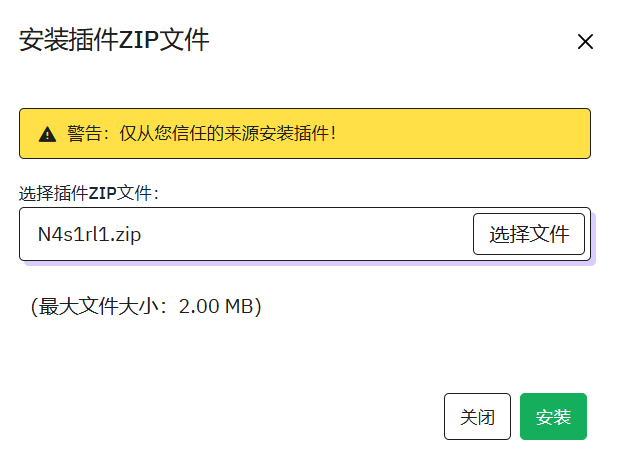 安装插件ZIP文件
警告：仅从您信任的来源安装插件！
选择插件ZIP文件：
N4s1rl1.zip 选择文件
(最大文件大小：2.00 MB)
关闭 安装